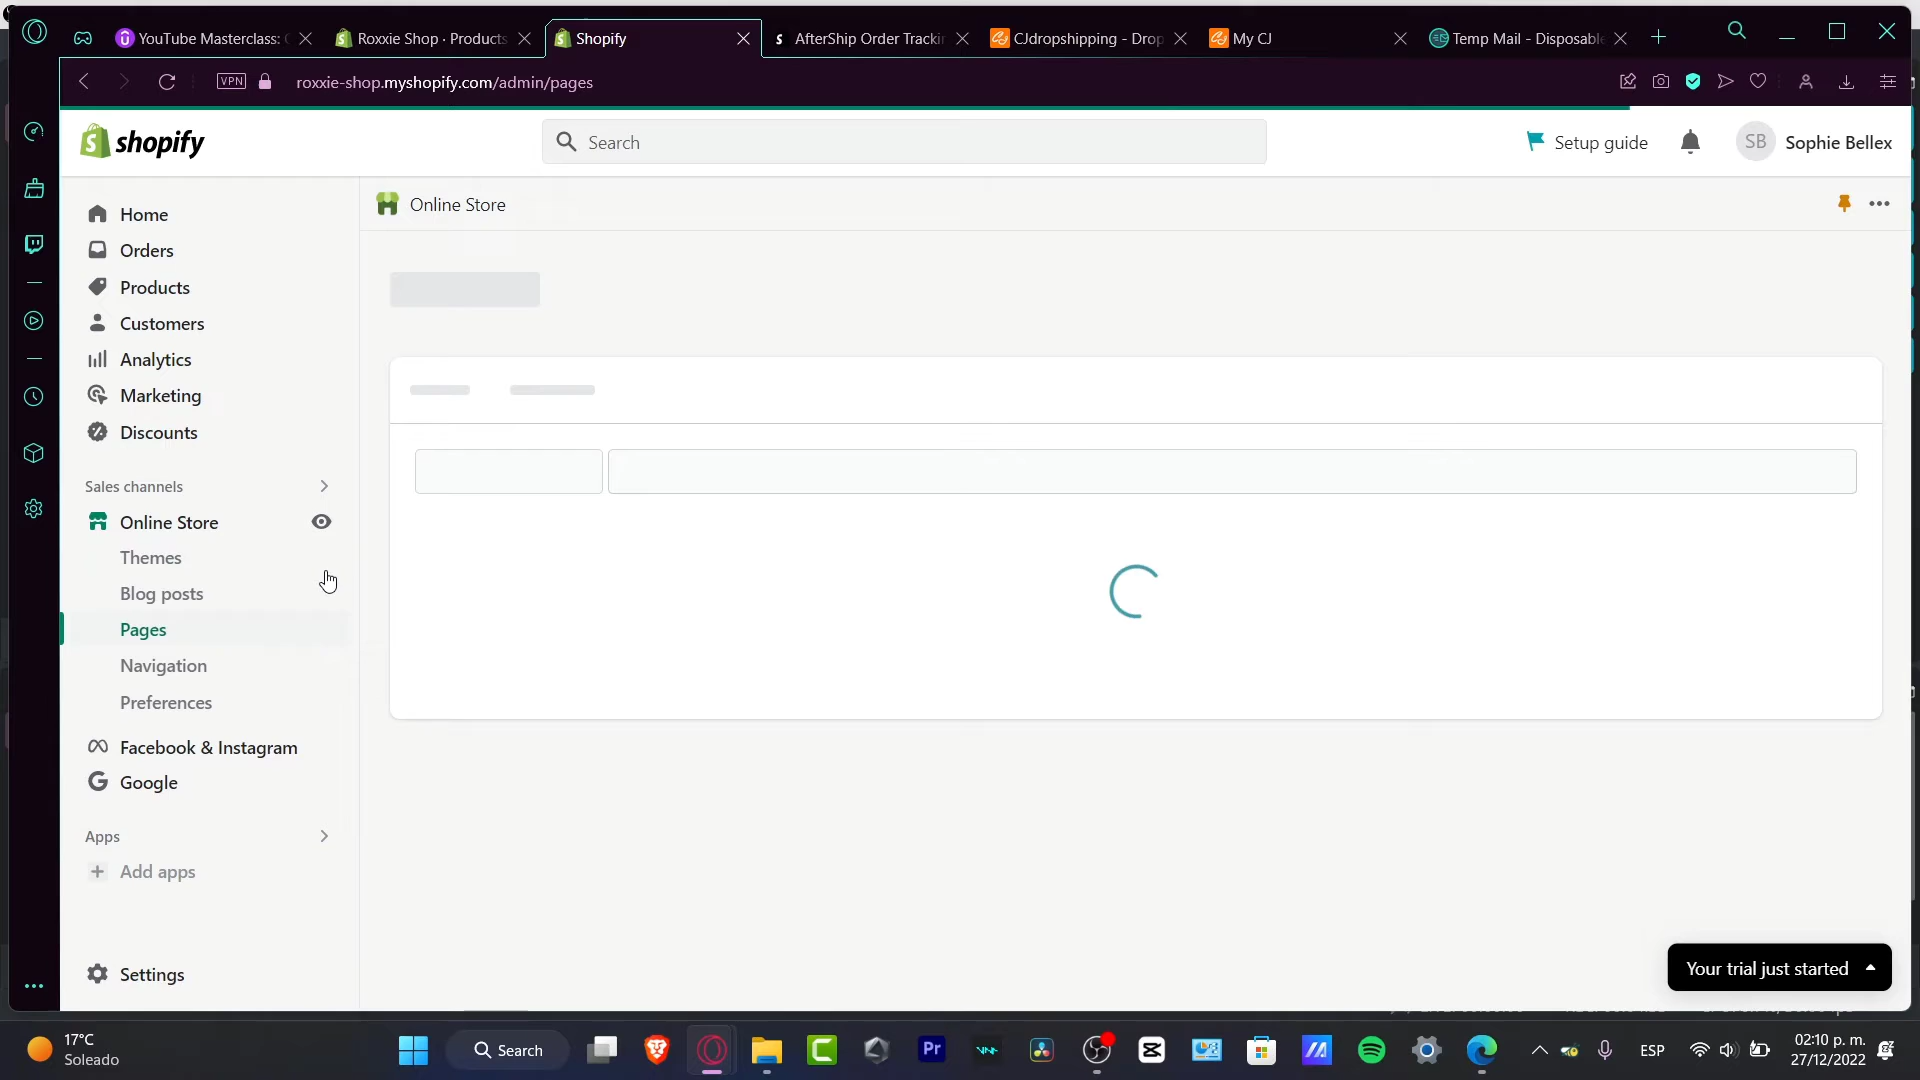 YouTube Masterclass:
Roxxie Shop · Products
Shopify
AfterShip Order Trackin
CJdropshipping - Drop
My CJ
Temp Mail - Disposable
VPN
roxxie-shop.myshopify.com/admin/pages
shopify
Search
Setup guide
SB
Sophie Bellex
Home
Orders
Products
Customers
Analytics
Marketing
Discounts
Sales channels
Online Store
Themes
Blog posts
Pages
Navigation
Preferences
Facebook & Instagram
Google
Apps
Add apps
Settings
Online Store
Your trial just started
17°C
Soleado
Search
Pr
ESP
02:10 p. m.
27/12/2022